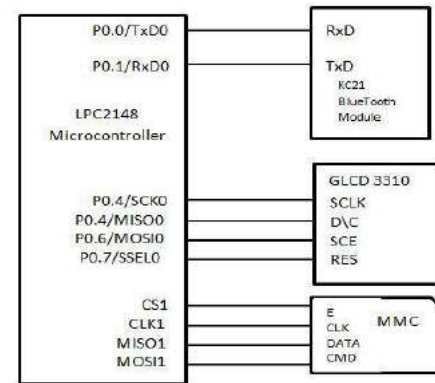 P0.0/TxD0
P0.1/RxD0
LPC2148
Microcontroller
P0.4/SCK0
P0.4/MISO0
P0.6/MOSI0
P0.7/SSEL0
CS1
CLK1
MISO1
MOSI1
RxD
TxD
KC21
BlueTooth
Module
GLCD 3310
SCLK
D\C
SCE
RES
E
CLK
DATA
CMD
MMC